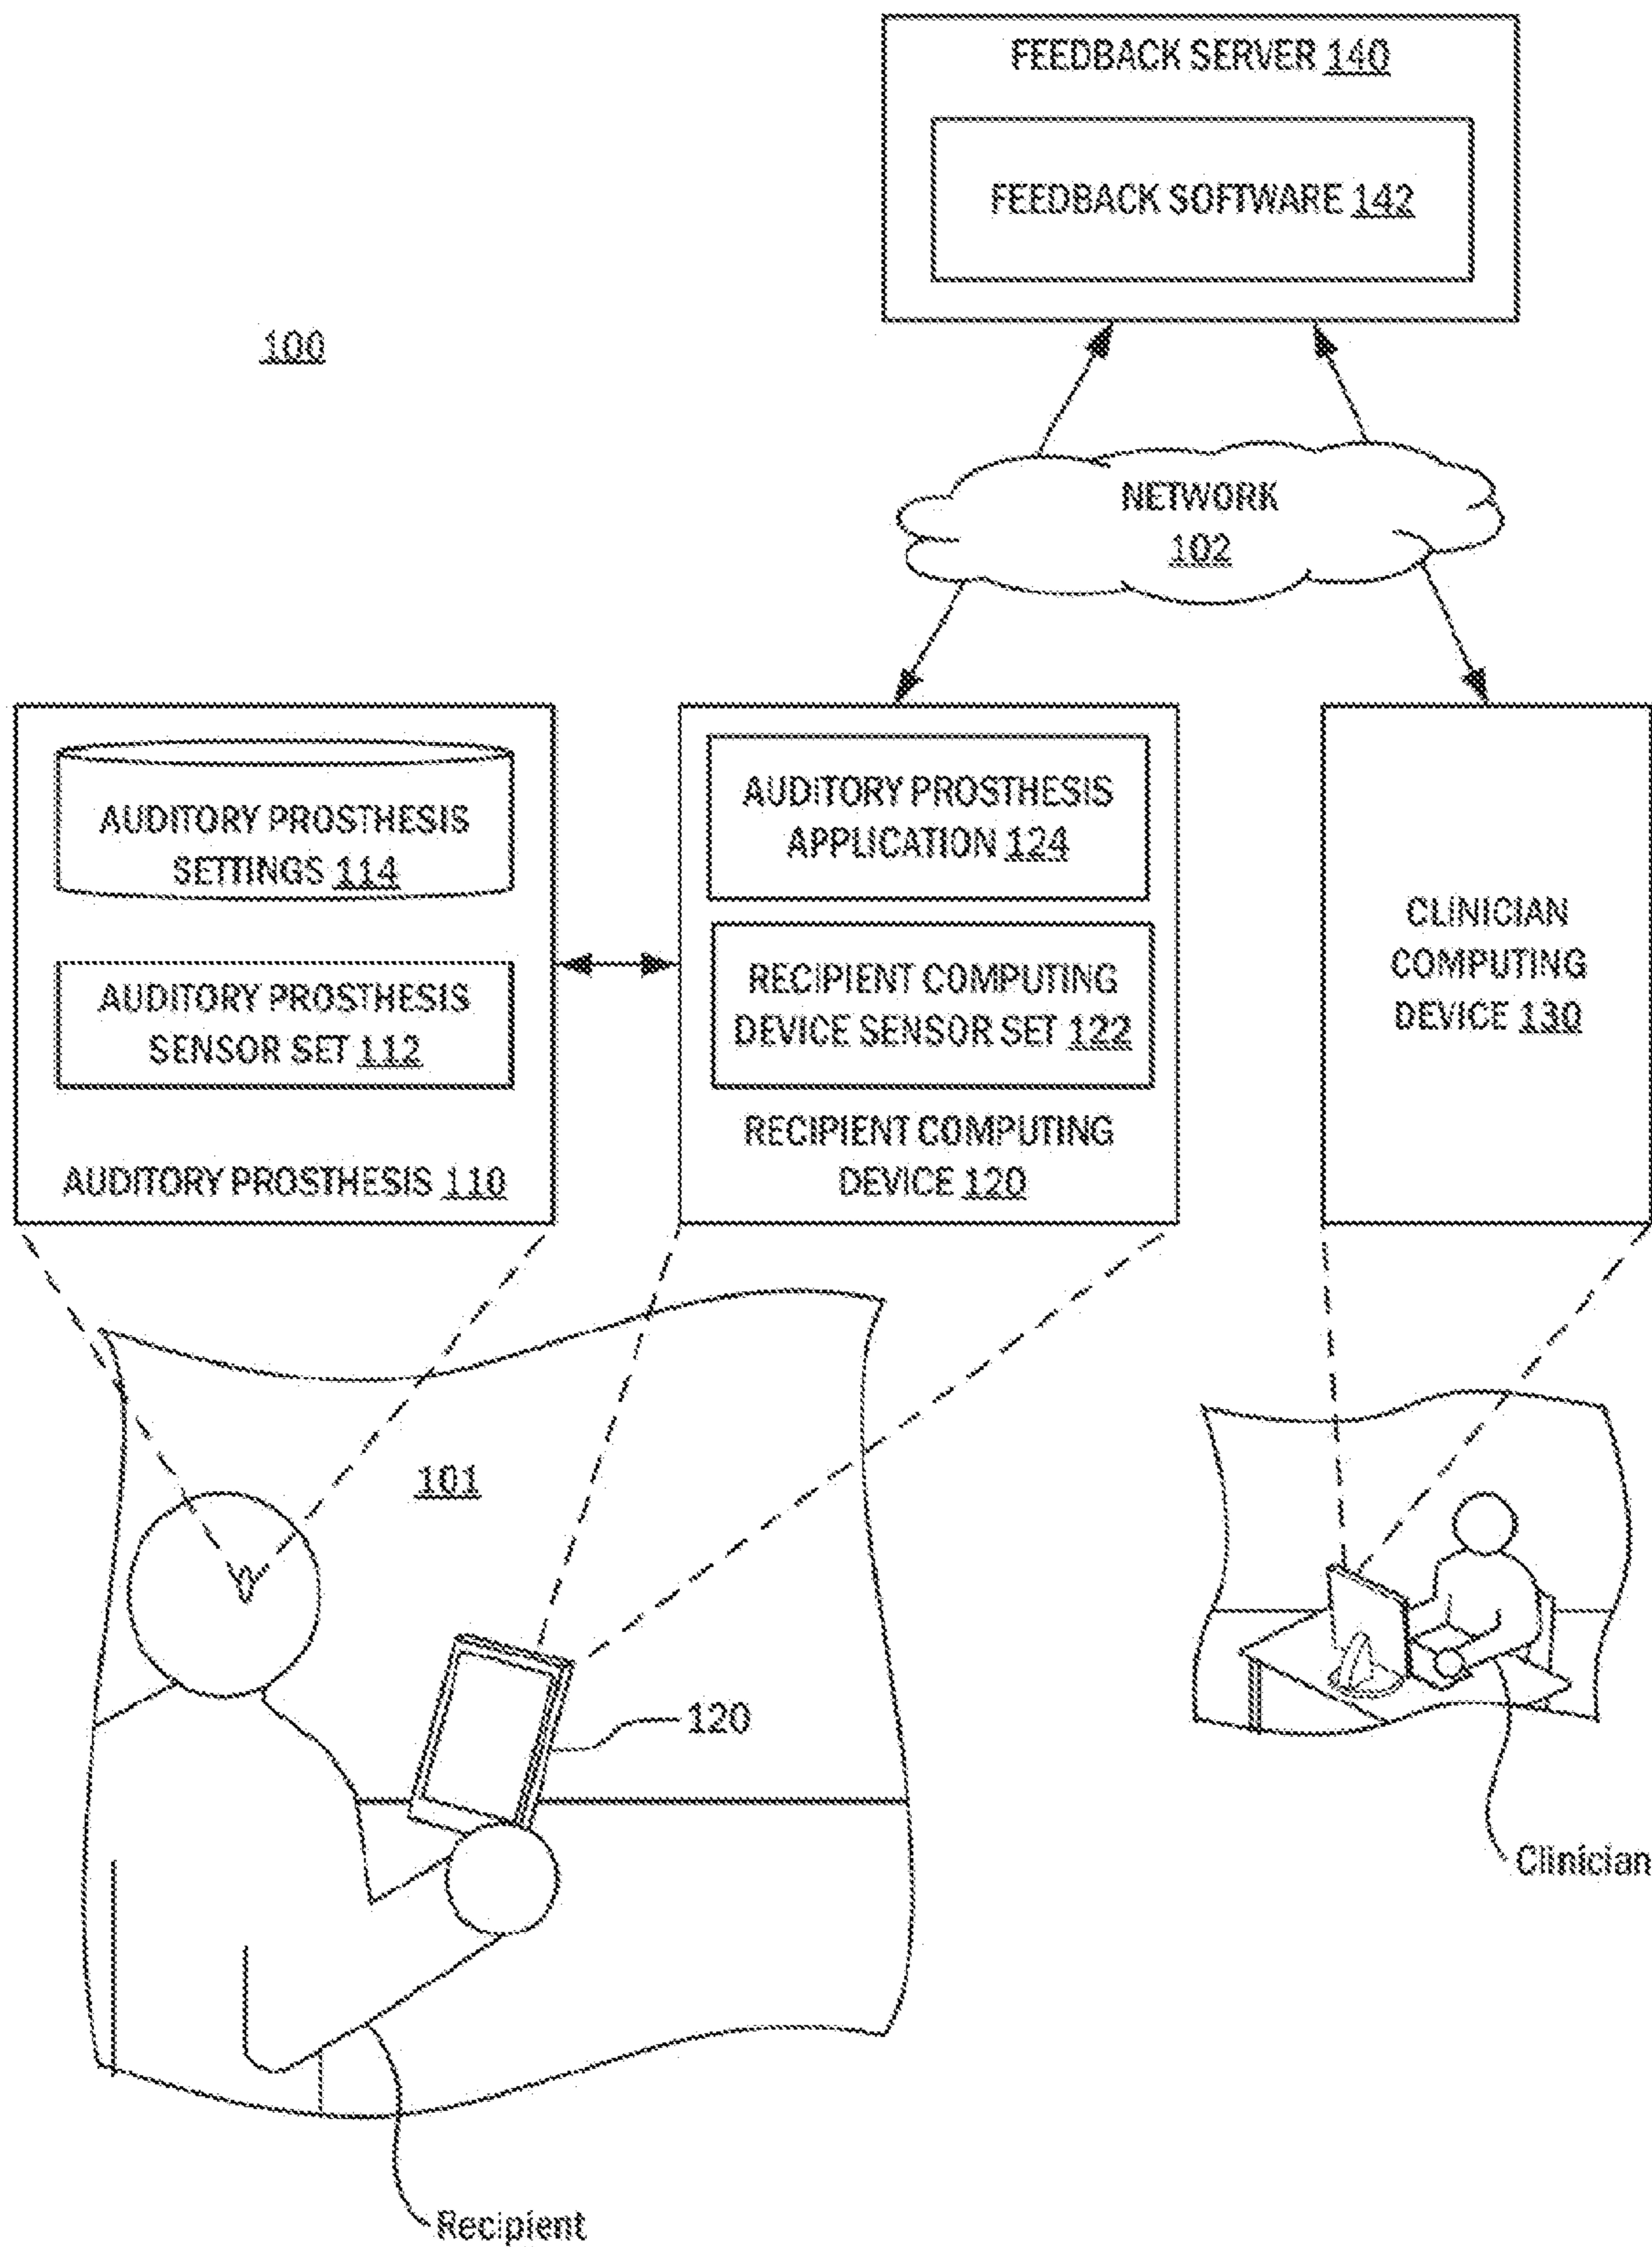 FEEDBACK SERVER 140
FEEDBACK SOFTWARE 142
100
NETWORK
102
AUDITORY PROSTHESIS
SETTINGS 114
AUDITORY PROSTHESIS
SENSOR SET 112
AUDITORY PROSTHESIS 110
AUDITORY PROSTHESIS
APPLICATION 124
RECIPIENT COMPUTING
DEVICE SENSOR SET 122
RECIPIENT COMPUTING
DEVICE 120
CLINICIAN
COMPUTING
DEVICE 130
101
120
Clinician
Recipient